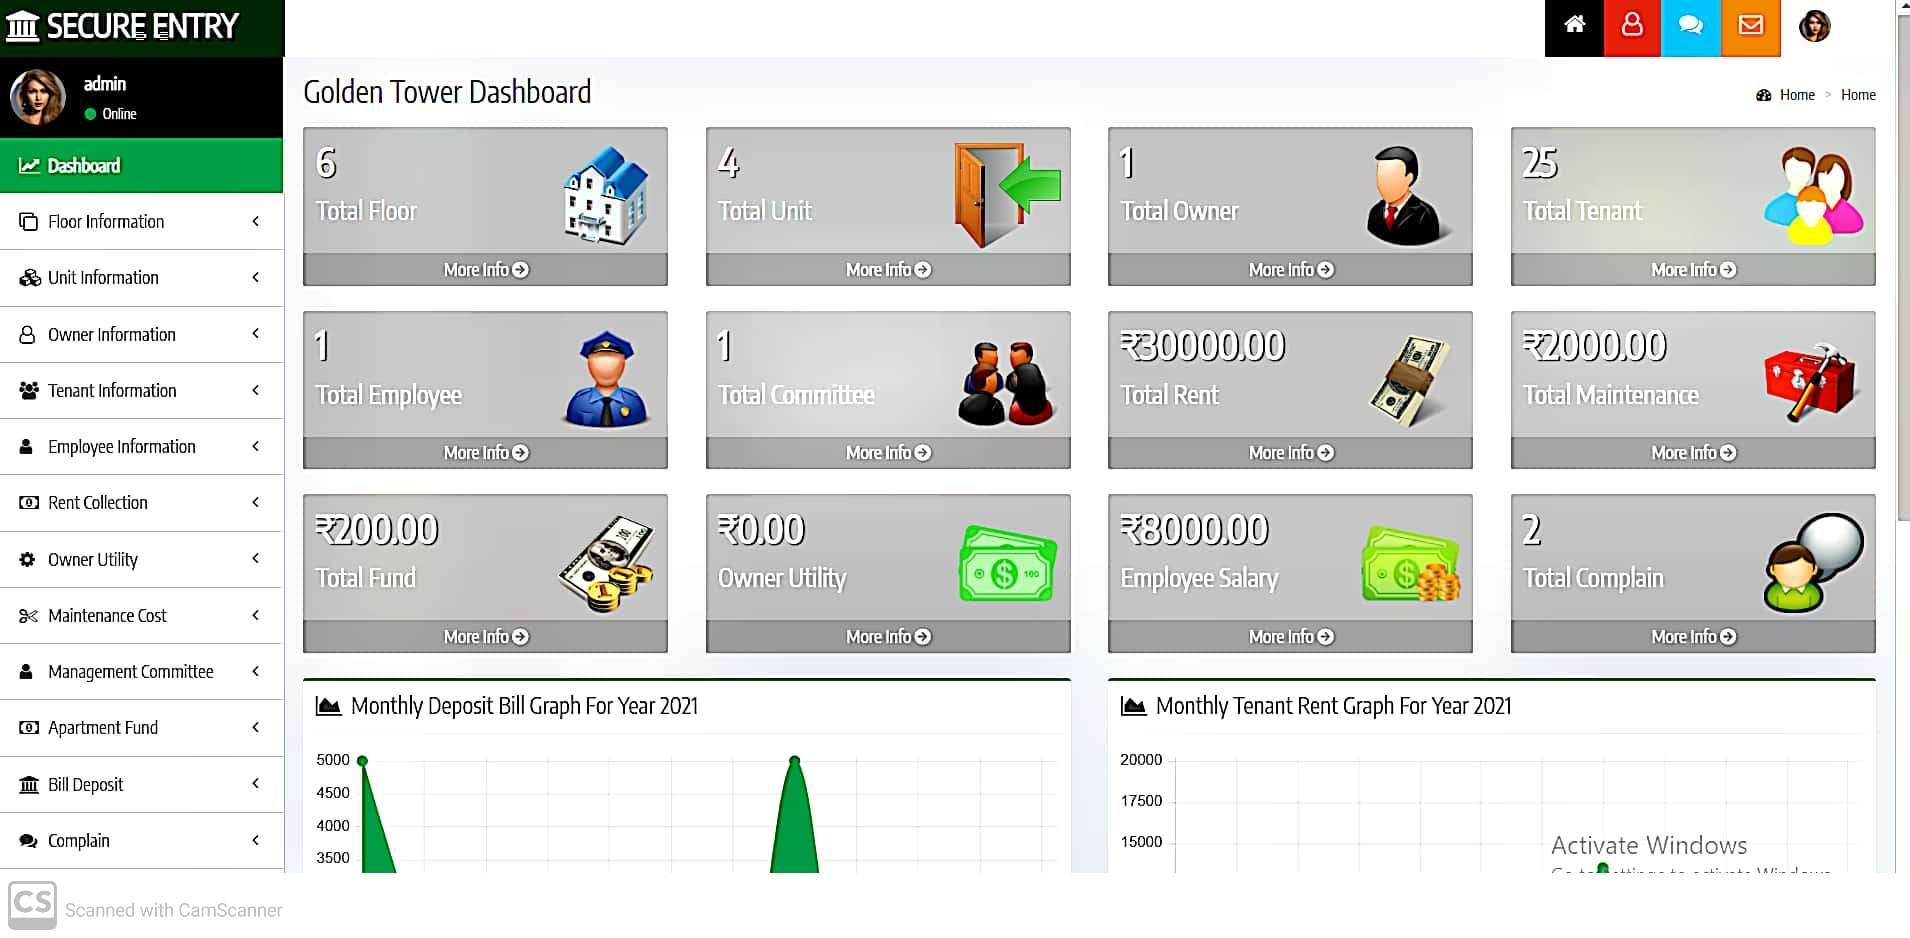 SECURE ENTRY
admin
Online
Dashboard
Floor Information
Unit Information
Owner Information
Tenant Information
Employee Information
Rent Collection
Owner Utility
Maintenance Cost
Management Committee
Apartment Fund
Bill Deposit
Complain
Golden Tower Dashboard
Home > Home
6
Total Floor
More Info
4
Total Unit
More Info
1
Total Owner
More Info
25
Total Tenant
More Info
1
Total Employee
More Info
1
Total Committee
More Info
₹30000.00
Total Rent
More Info
₹2000.00
Total Maintenance
More Info
₹200.00
Total Fund
More Info
₹0.00
Owner Utility
More Info
₹8000.00
Employee Salary
More Info
2
Total Complain
More Info
Monthly Deposit Bill Graph For Year 2021
5000
4500
4000
3500
Monthly Tenant Rent Graph For Year 2021
20000
17500
15000
Activate Windows
CS Scanned with CamScanner